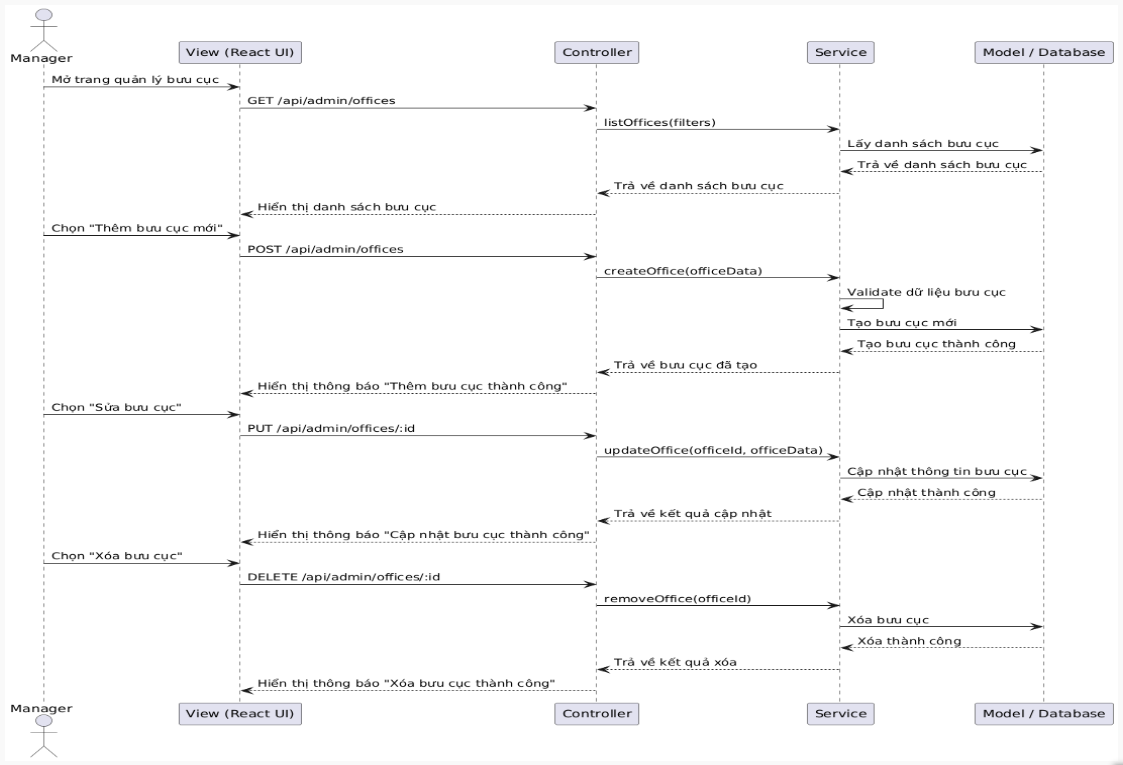 Manager
View (React UI)
Controller
Service
Model / Database
Mở trang quản lý bưu cục
GET /api/admin/offices
listOffices(filters)
Lấy danh sách bưu cục
Trả về danh sách bưu cục
Trả về danh sách bưu cục
Hiển thị danh sách bưu cục
Chọn "Thêm bưu cục mới"
POST /api/admin/offices
createOffice(officeData)
Validate dữ liệu bưu cục
Tạo bưu cục mới
Tạo bưu cục thành công
Trả về bưu cục đã tạo
Hiển thị thông báo "Thêm bưu cục thành công"
Chọn "Sửa bưu cục"
PUT /api/admin/offices/:id
updateOffice(officeId, officeData)
Cập nhật thông tin bưu cục
Cập nhật thành công
Trả về kết quả cập nhật
Hiển thị thông báo "Cập nhật bưu cục thành công"
Chọn "Xóa bưu cục"
DELETE /api/admin/offices/:id
removeOffice(officeId)
Xóa bưu cục
Xóa thành công
Trả về kết quả xóa
Hiển thị thông báo "Xóa bưu cục thành công"
Manager
View (React UI)
Controller
Service
Model / Database